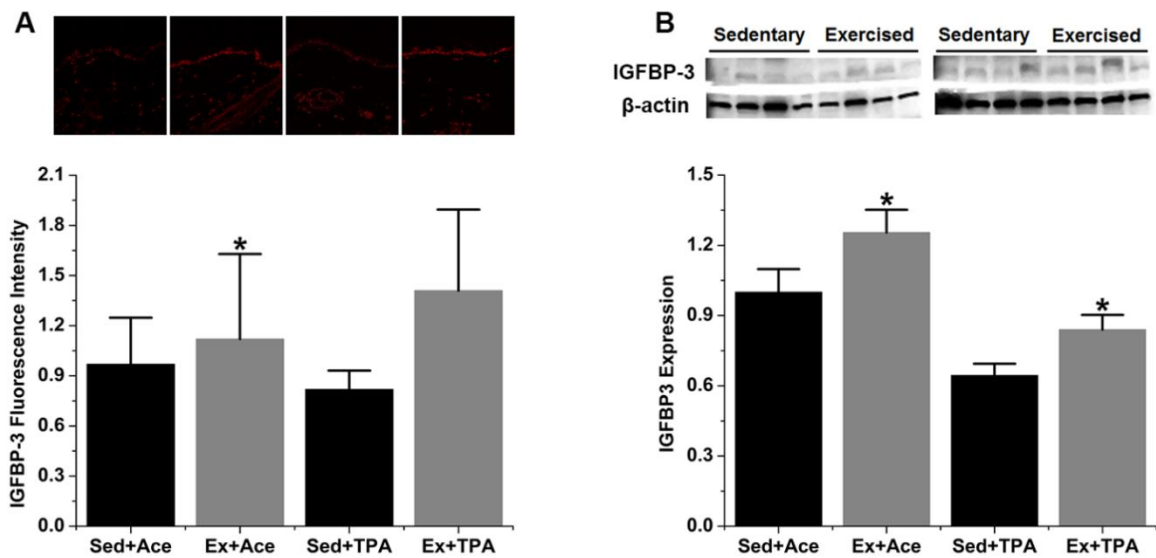 A
IGFBP-3 Fluorescence Intensity
2.1
1.8
1.5
1.2
0.9
0.6
0.3
0.0
*
Sed+Ace Ex+Ace Sed+TPA Ex+TPA
B
Sedentary Exercised Sedentary Exercised
IGFBP-3
β-actin
IGFBP3 Expression
1.5
1.2
0.9
0.6
0.3
0.0
*
*
Sed+Ace Ex+Ace Sed+TPA Ex+TPA